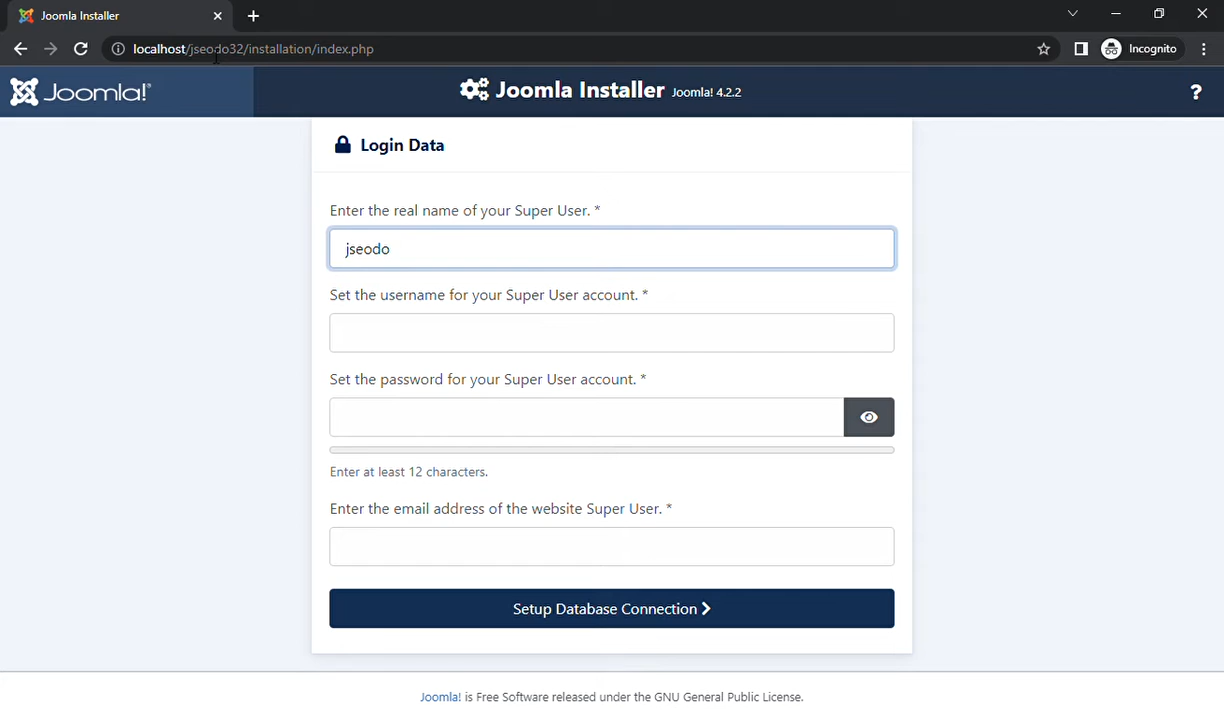 Joomla Installer
localhost/jseodo32/installation/index.php
Incognito
Joomla!®
Joomla Installer Joomla! 4.2.2
?
Login Data
Enter the real name of your Super User. *
jseodo
Set the username for your Super User account. *
Set the password for your Super User account. *
Enter at least 12 characters.
Enter the email address of the website Super User. *
Setup Database Connection
Joomla! is Free Software released under the GNU General Public License.